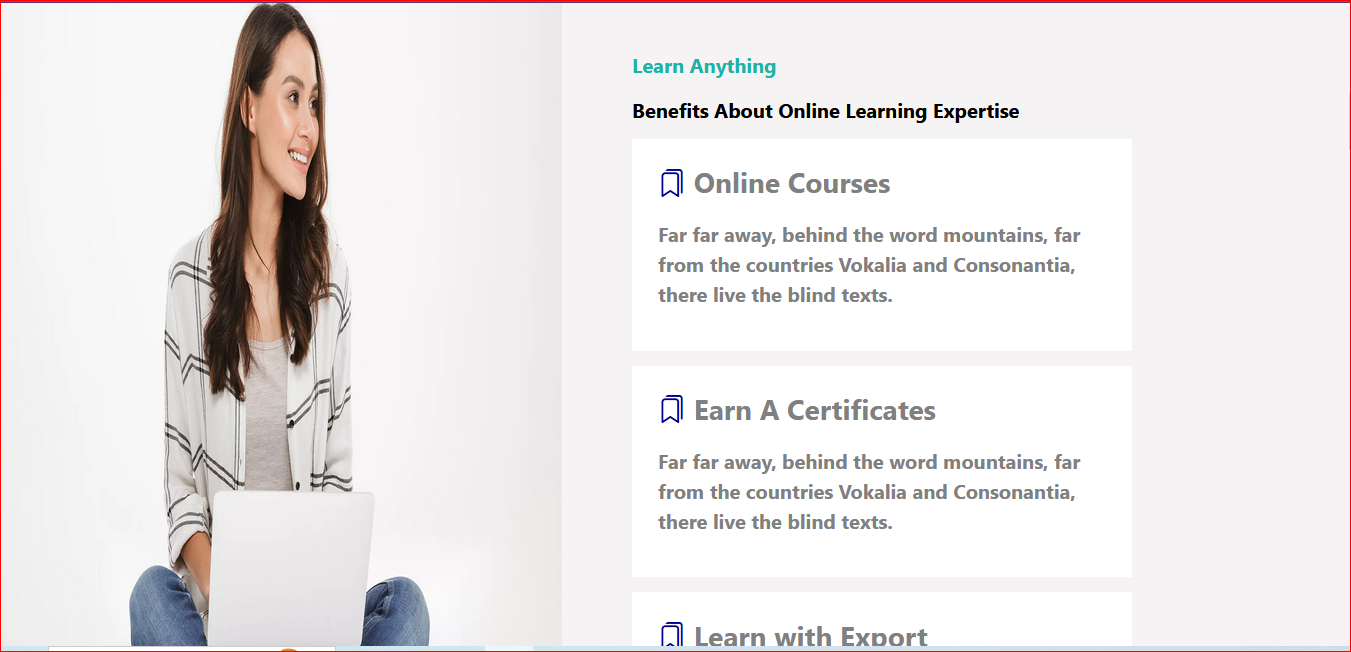 Learn Anything
Benefits About Online Learning Expertise
Online Courses
Far far away, behind the word mountains, far
from the countries Vokalia and Consonantia,
there live the blind texts.
Earn A Certificates
Far far away, behind the word mountains, far
from the countries Vokalia and Consonantia,
there live the blind texts.
Learn with Export